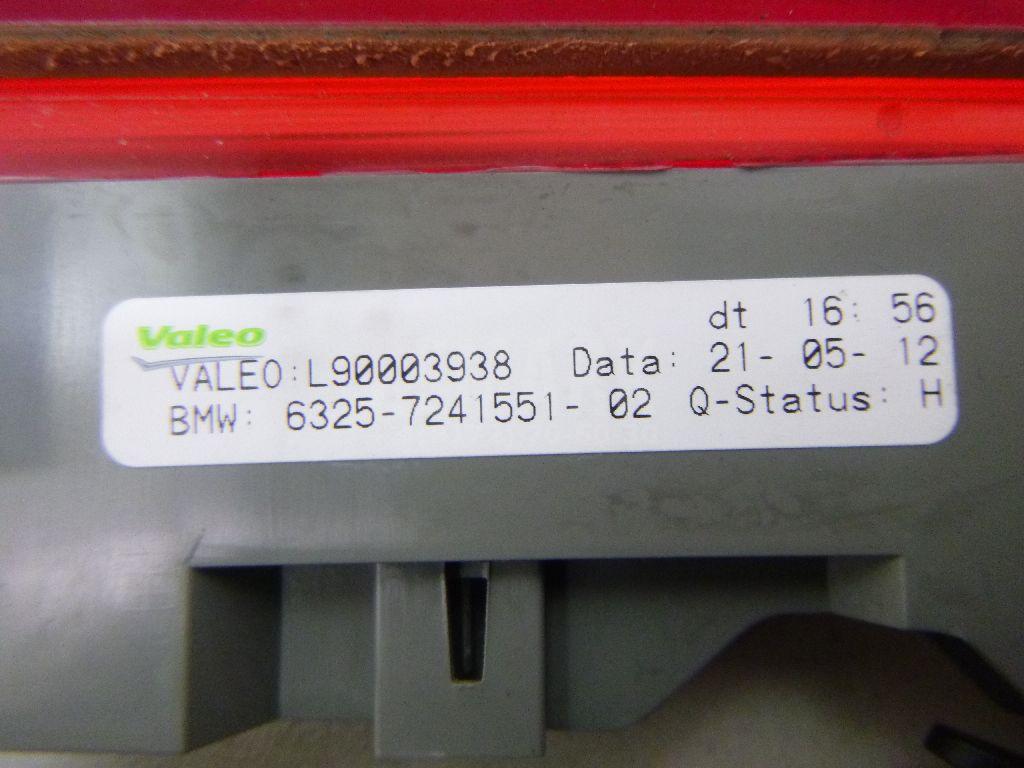 Valeo
dt 16: 56
VALEO:L90003938 Data: 21- 05- 12
BMW: 6325-7241551- 02 Q-Status: H